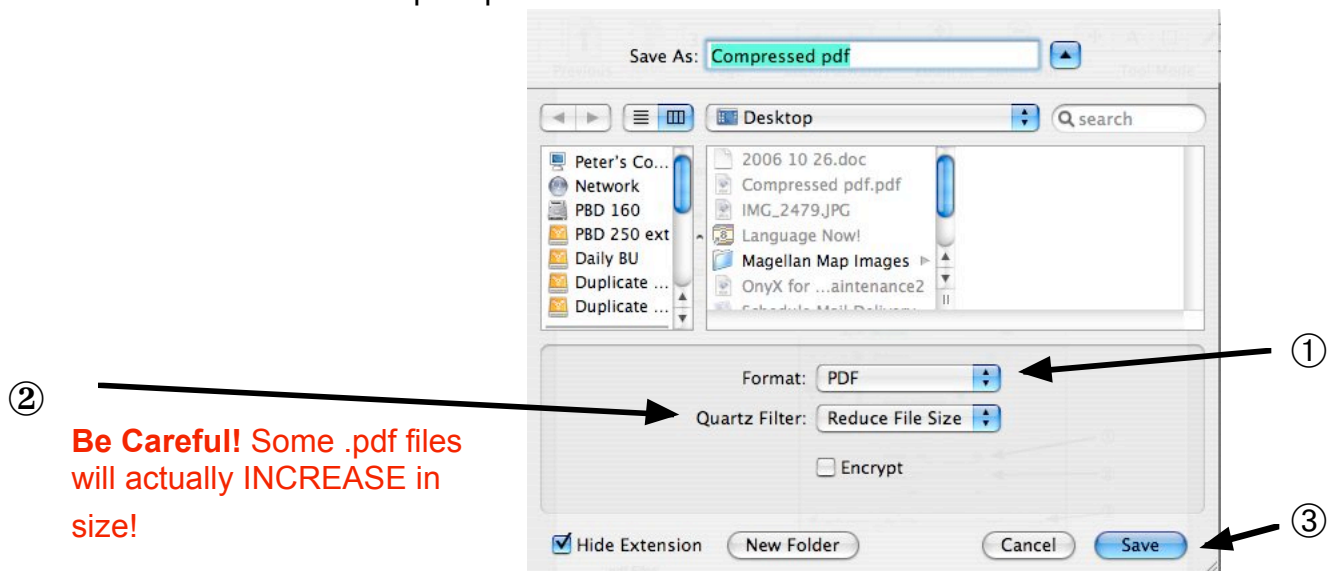 Save As: Compressed pdf
Desktop
search
Peter's Co...
Network
PBD 160
PBD 250 ext
Daily BU
Duplicate ...
Duplicate ...
2006 10 26.doc
Compressed pdf.pdf
IMG_2479.JPG
Language Now!
Magellan Map Images
OnyX for ...aintenance2
Schedule Mail Delivery
①
Format: PDF
②
Quartz Filter: Reduce File Size
Be Careful! Some .pdf files
will actually INCREASE in
size!
Encrypt
③
Hide Extension
New Folder
Cancel
Save